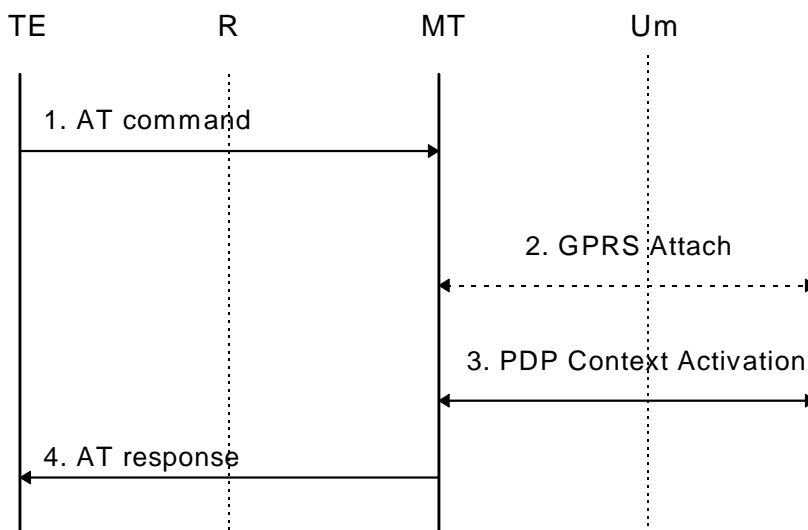 TE R MT Um
1. AT command
2. GPRS Attach
3. PDP Context Activation
4. AT response